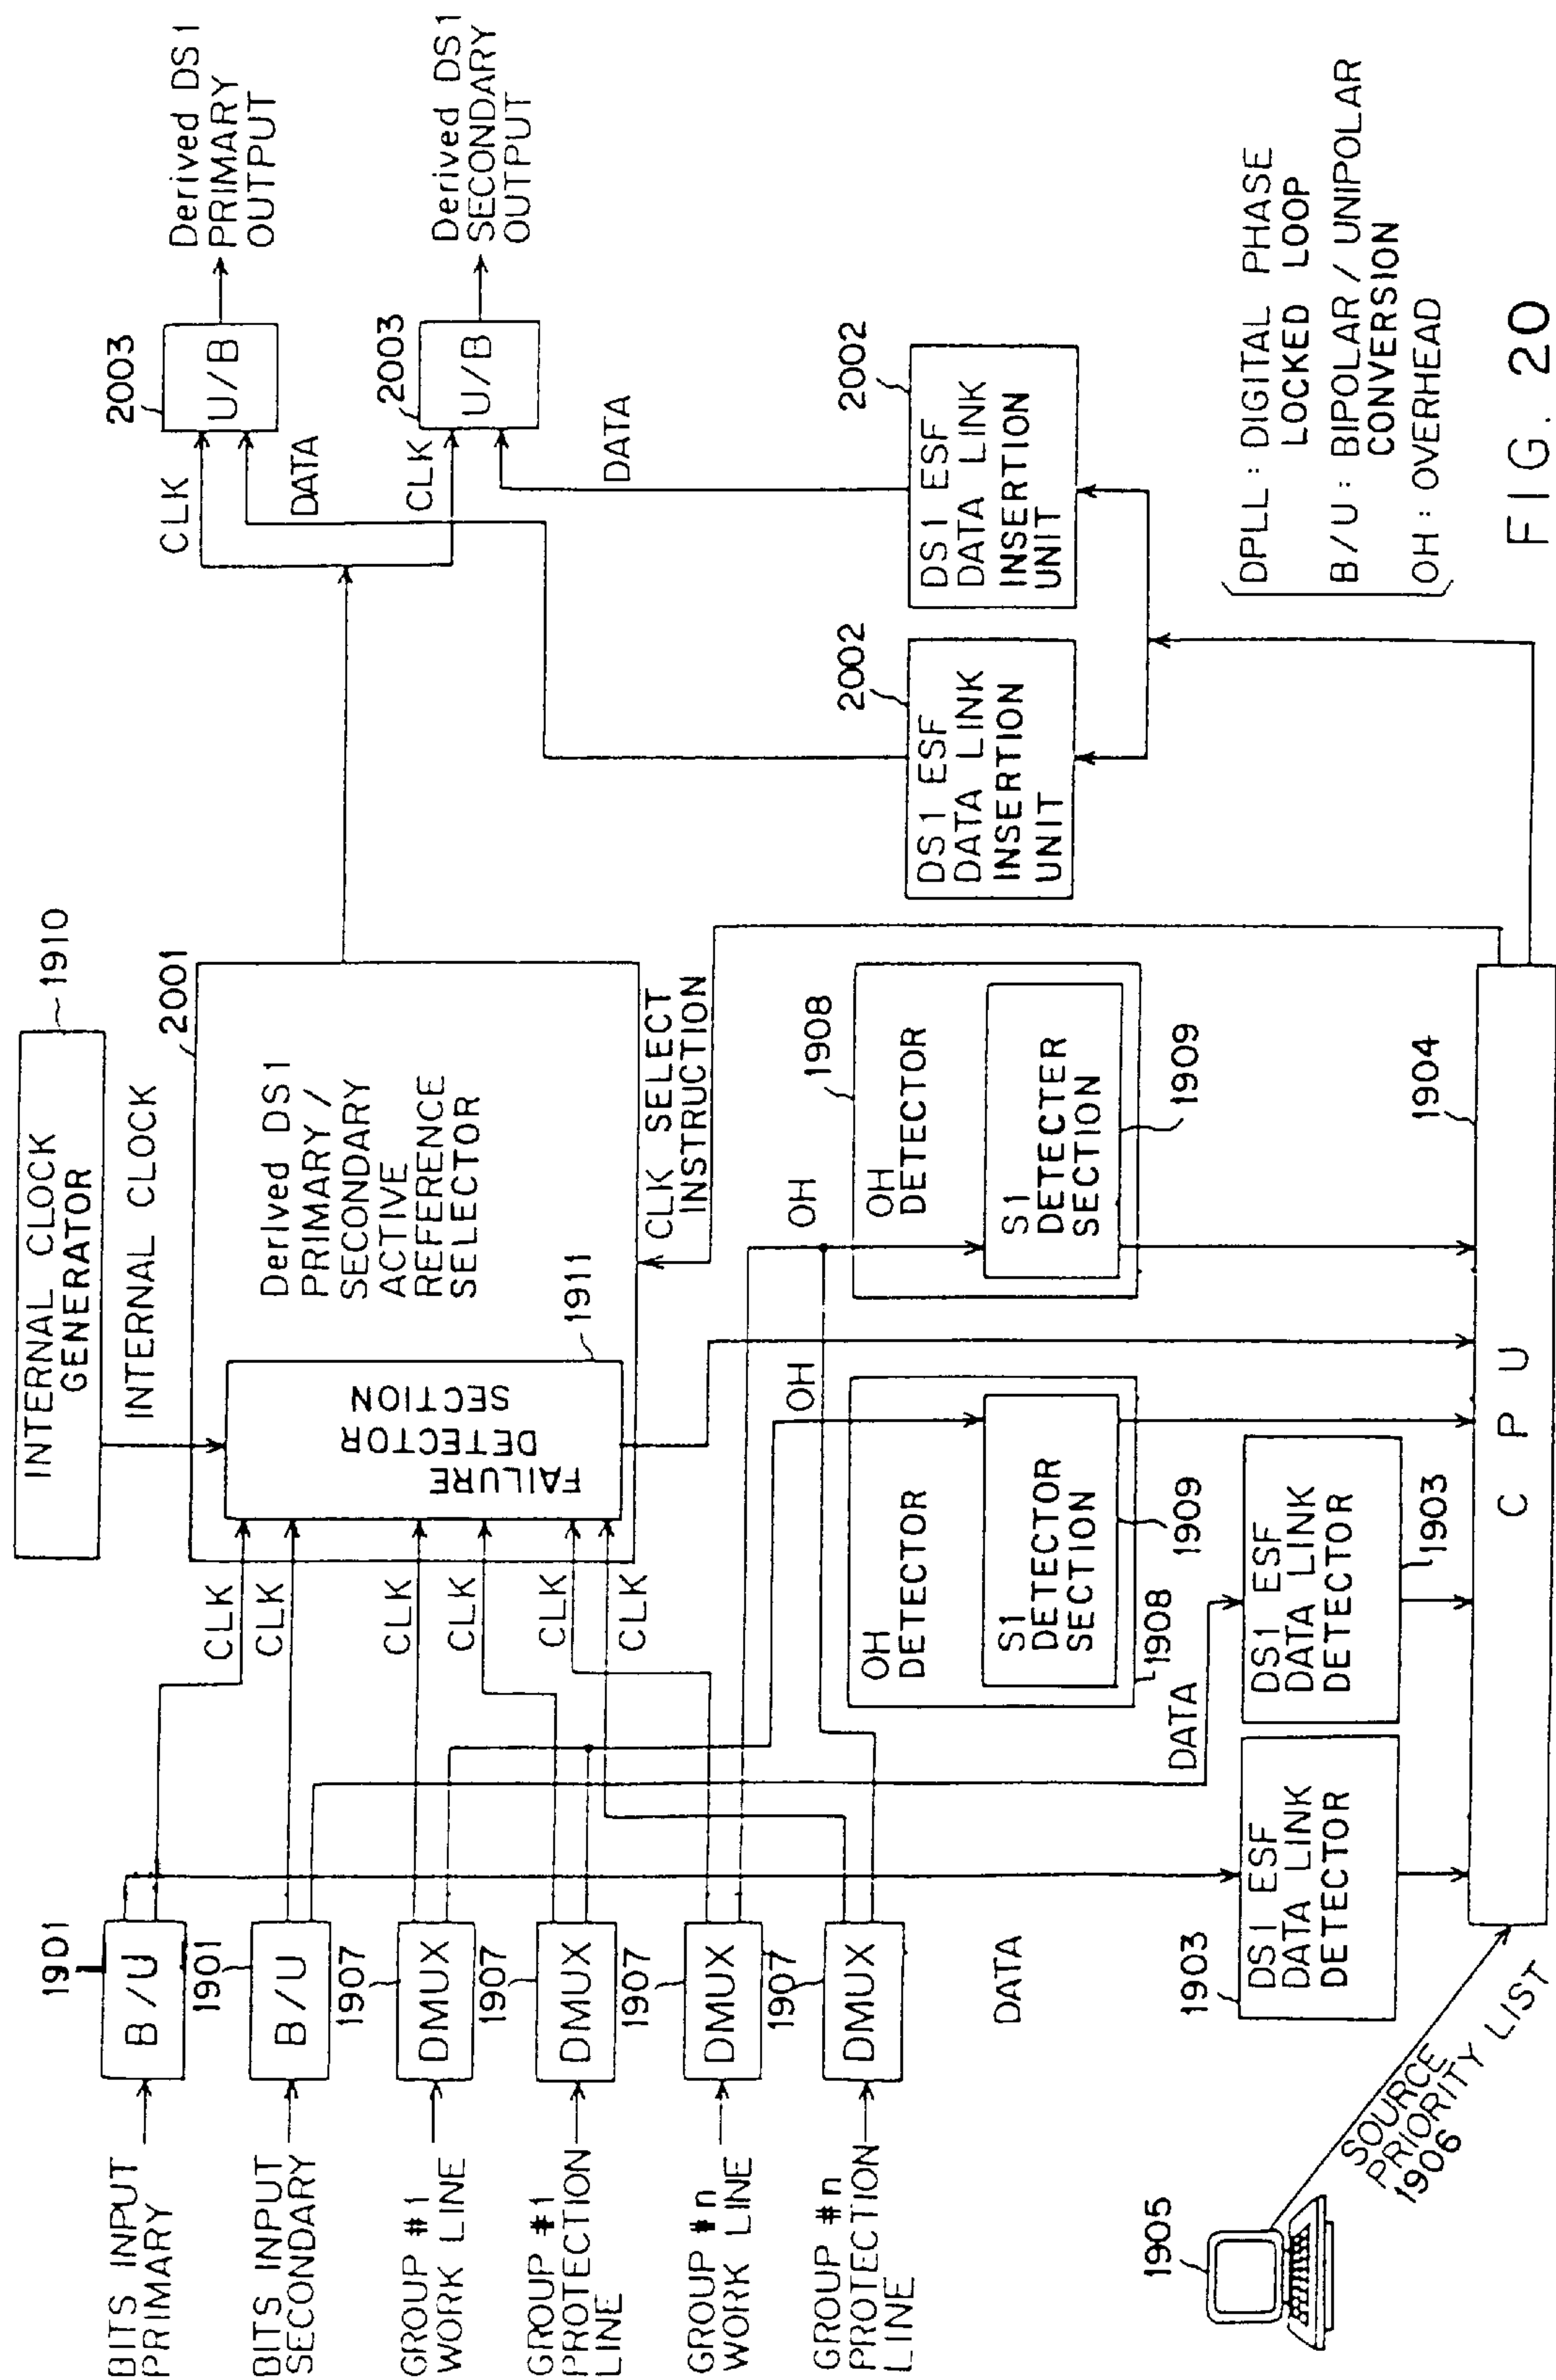 INTERNAL CLOCK
GENERATOR
1910
INTERNAL CLOCK
2001
Derived DS1
PRIMARY /
SECONDARY
ACTIVE
REFERENCE
SELECTOR
1911
FAILURE
DETECTOR
SECTION
CLK SELECT
INSTRUCTION
BITS INPUT
PRIMARY
1901
B/U
CLK
BITS INPUT
SECONDARY
1901
B/U
CLK
GROUP #1
WORK LINE
1907
DMUX
CLK
GROUP #1
PROTECTION
LINE
1907
DMUX
CLK
GROUP #n
WORK LINE
1907
DMUX
CLK
GROUP #n
PROTECTION
LINE
1907
DMUX
CLK
OH
OH
OH
DETECTOR
S1
DETECTOR
SECTION
1909
1908
1908
OH
DETECTOR
S1
DETECTER
SECTION
1909
DATA
DATA
1903
DS1 ESF
DATA LINK
DETECTOR
DS1 ESF
DATA LINK
DETECTOR
1903
1904
C P U
1905
SOURCE
PRIORITY LIST
1906
2003
CLK
U/B
DATA
Derived DS1
PRIMARY
OUTPUT
2003
CLK
U/B
DATA
Derived DS1
SECONDARY
OUTPUT
2002
DS1 ESF
DATA LINK
INSERTION
UNIT
2002
DS1 ESF
DATA LINK
INSERTION
UNIT
DPLL : DIGITAL PHASE
LOCKED LOOP
B/U : BIPOLAR / UNIPOLAR
CONVERSION
OH : OVERHEAD
FIG. 20